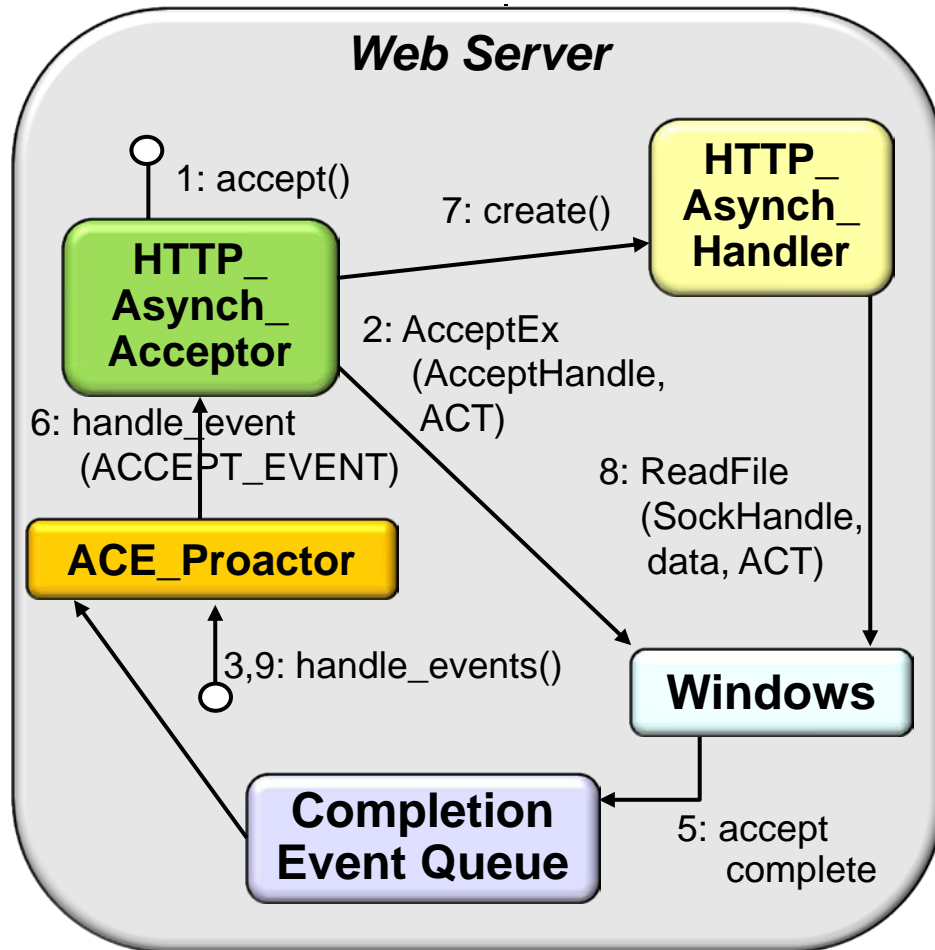 Web Server
1: accept()
HTTP_
Asynch_
Acceptor
7: create()
HTTP_
Asynch_
Handler
2: AcceptEx
(AcceptHandle,
ACT)
6: handle_event
(ACCEPT_EVENT)
8: ReadFile
(SockHandle,
data, ACT)
ACE_Proactor
3,9: handle_events()
Windows
Completion
Event Queue
5: accept
complete